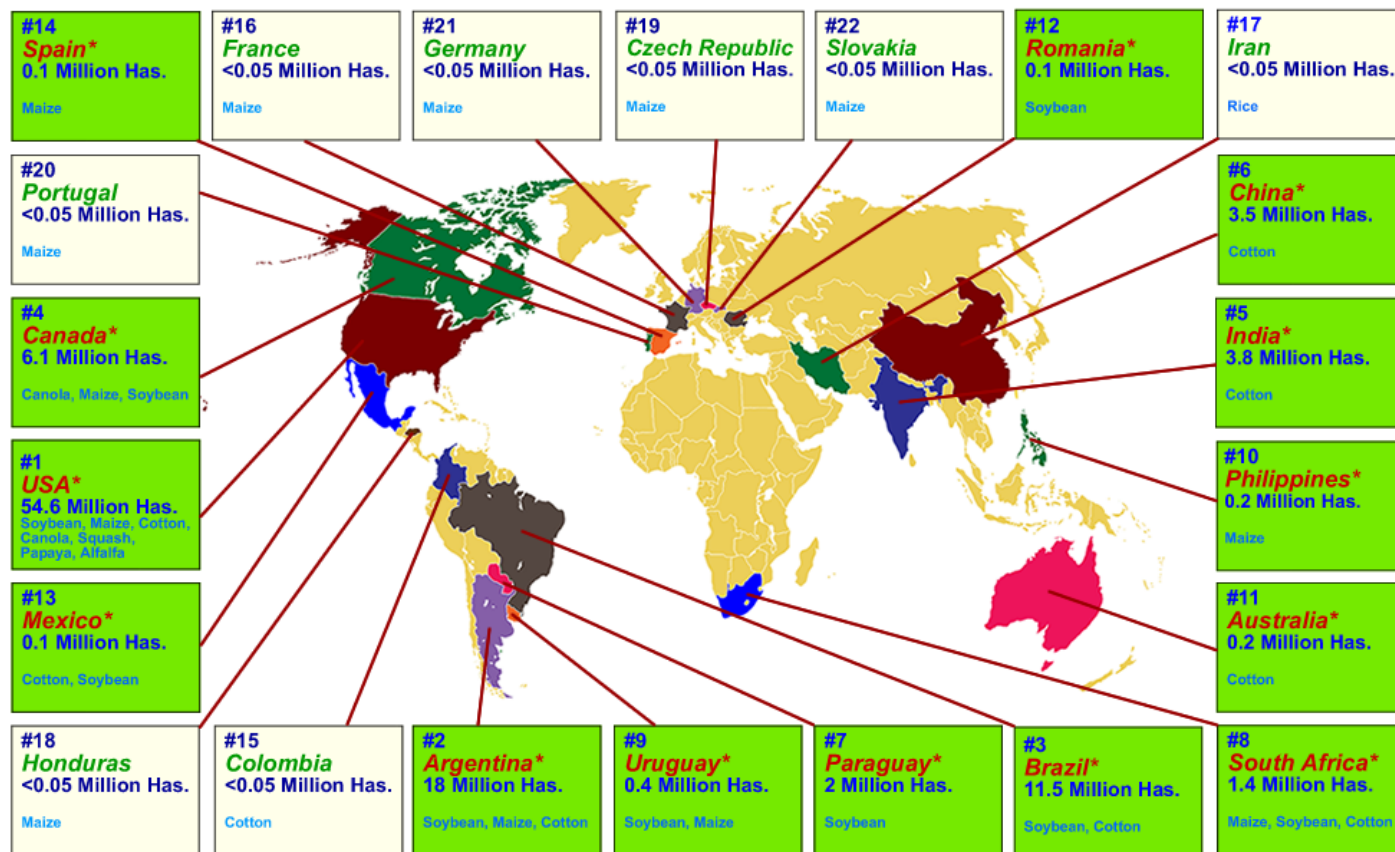 #14
Spain*
0.1 Million Has.
Maize
#16
France
<0.05 Million Has.
Maize
#21
Germany
<0.05 Million Has.
Maize
#19
Czech Republic
<0.05 Million Has.
Maize
#22
Slovakia
<0.05 Million Has.
Maize
#12
Romania*
0.1 Million Has.
Soybean
#17
Iran
<0.05 Million Has.
Rice
#20
Portugal
<0.05 Million Has.
Maize
#6
China*
3.5 Million Has.
Cotton
#4
Canada*
6.1 Million Has.
Canola, Maize, Soybean
#5
India*
3.8 Million Has.
Cotton
#1
USA*
54.6 Million Has.
Soybean, Maize, Cotton,
Canola, Squash,
Papaya, Alfalfa
#10
Philippines*
0.2 Million Has.
Maize
#13
Mexico*
0.1 Million Has.
Cotton, Soybean
#11
Australia*
0.2 Million Has.
Cotton
#18
Honduras
<0.05 Million Has.
Maize
#15
Colombia
<0.05 Million Has.
Cotton
#2
Argentina*
18 Million Has.
Soybean, Maize, Cotton
#9
Uruguay*
0.4 Million Has.
Soybean, Maize
#7
Paraguay*
2 Million Has.
Soybean
#3
Brazil*
11.5 Million Has.
Soybean, Cotton
#8
South Africa*
1.4 Million Has.
Maize, Soybean, Cotton